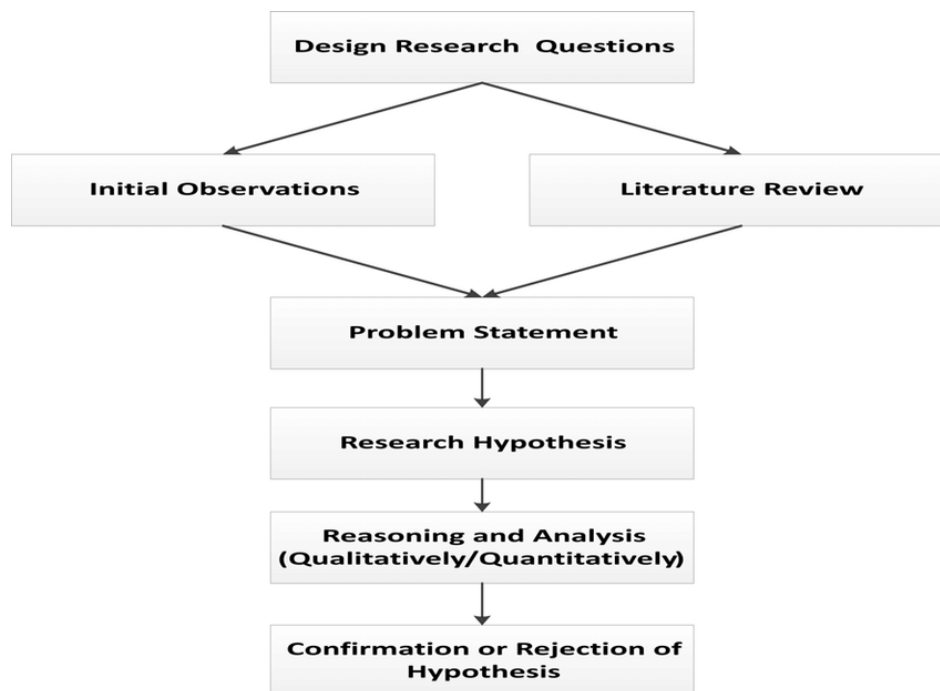 Design Research  Questions
Initial Observations
Literature Review
Problem Statement
Research Hypothesis
Reasoning and Analysis
(Qualitatively/Quantitatively)
Confirmation or Rejection of
Hypothesis